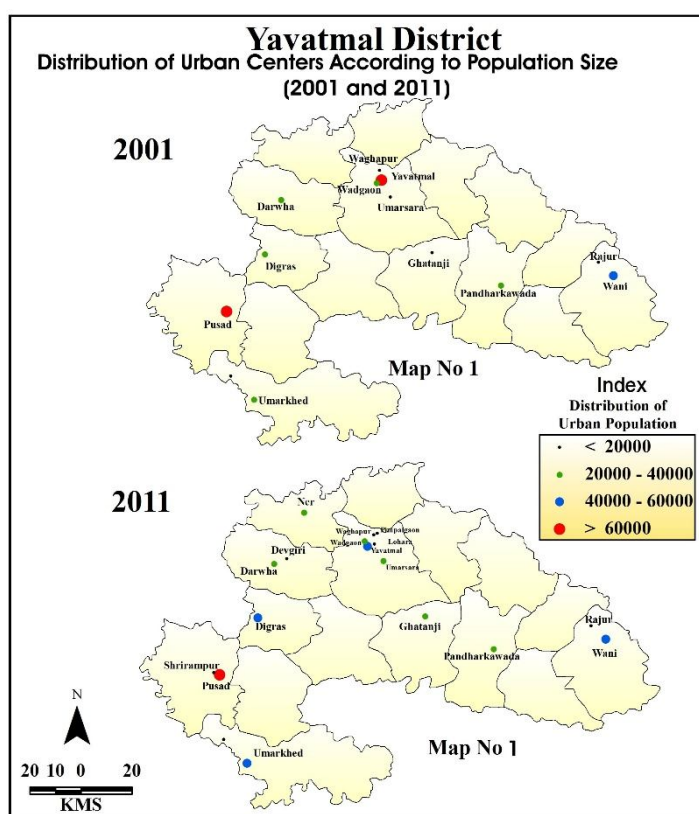 Yavatmal District
Distribution of Urban Centers According to Population Size
(2001 and 2011)
2001
Waghapur
Yavatmal
Wadgaon
Umarsara
Darwha
Digras
Ghatanji
Rajur
Wani
Pandharkawada
Pusad
Map No 1
Umarkhed
Index
Distribution of
Urban Population
< 20000
20000 - 40000
40000 - 60000
> 60000
2011
Ner
Waghapur
Wadgaon
Lohara
Yavatmal
Umarsara
Devgiri
Darwha
Digras
Ghatanji
Rajur
Wani
Pandharkawada
Shrirampur
Pusad
Map No 1
Umarkhed
N
20 10 0 20
KMS